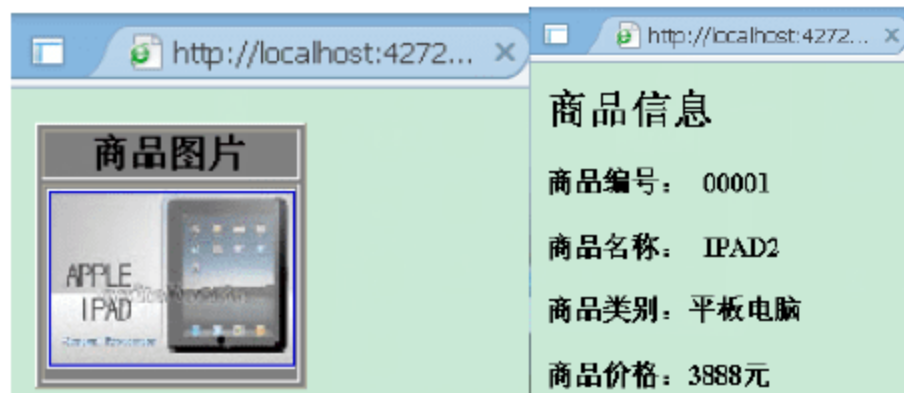 http://localhost:4272...
商品图片
APPLE
IPAD
http://localhost:4272...
商品信息
商品编号： 00001
商品名称： IPAD2
商品类别：平板电脑
商品价格：3888元